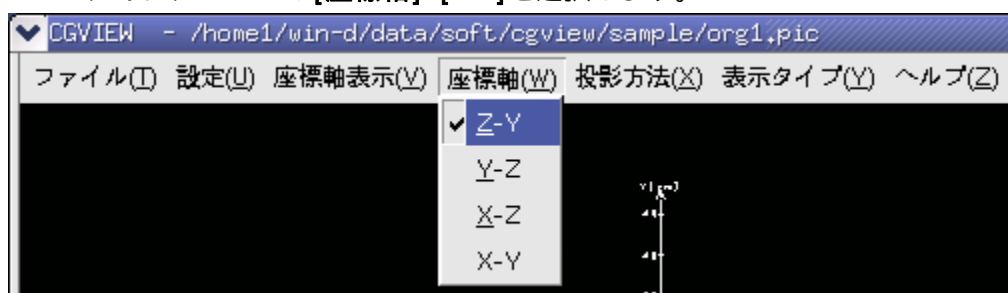 CGVIEW - /home1/win-d/data/soft/cgview/sample/org1.pic
ファイル(T) 設定(U) 座標軸表示(V) 座標軸(W) 投影方法(X) 表示タイプ(Y) ヘルプ(Z)
Z-Y
Y-Z
X-Z
X-Y